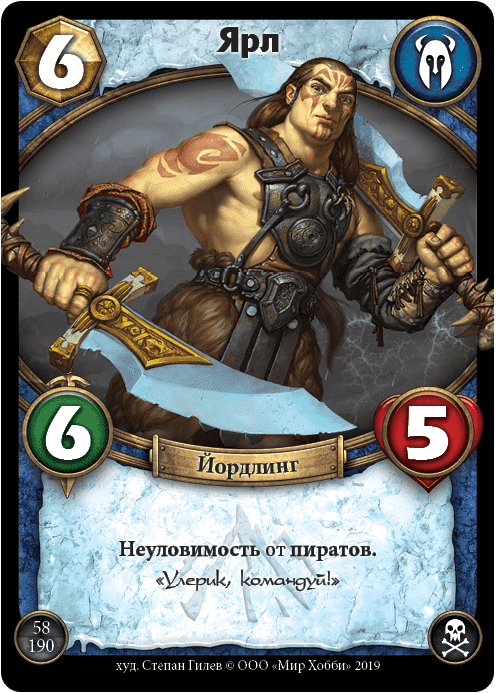 6
Ярл
6
5
Йордлинг
Неуловимость от пиратов.
«Улерик, командуй!»
58
190
худ. Степан Гилев © ООО «Мир Хобби» 2019